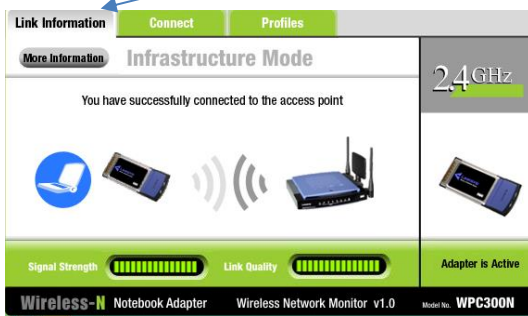 Link Information
Connect
Profiles
More Information
Infrastructure Mode
2.4GHz
You have successfully connected to the access point
Signal Strength
Link Quality
Adapter is Active
Wireless-N Notebook Adapter Wireless Network Monitor v1.0 Model No. WPC300N